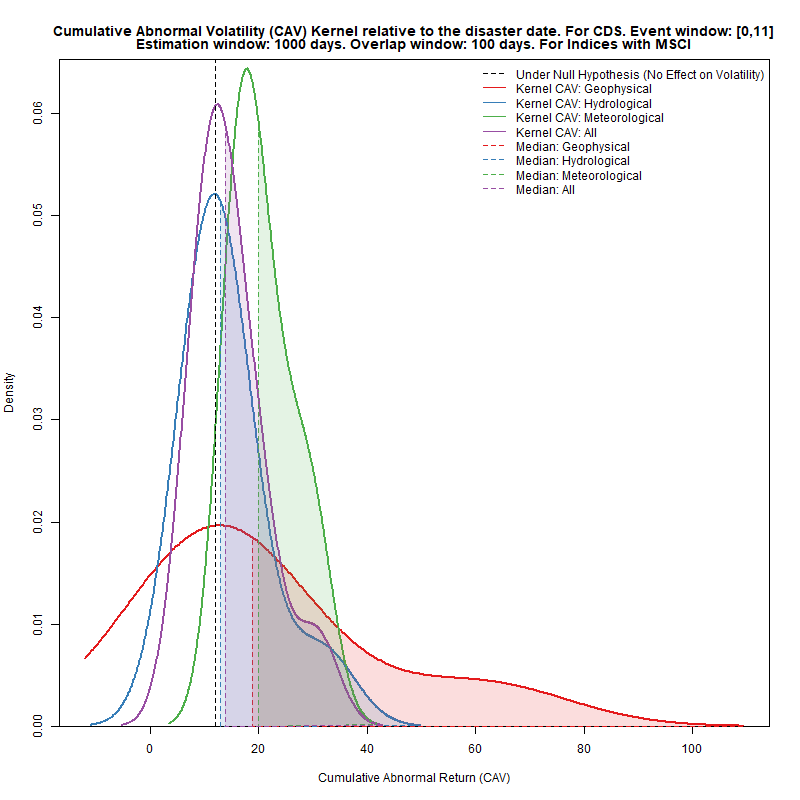 Cumulative Abnormal Volatility (CAV) Kernel relative to the disaster date. For CDS. Event window: [0,11]
Estimation window: 1000 days. Overlap window: 100 days. For Indices with MSCI
Under Null Hypothesis (No Effect on Volatility)
Kernel CAV: Geophysical
Kernel CAV: Hydrological
Kernel CAV: Meteorological
Kernel CAV: All
Median: Geophysical
Median: Hydrological
Median: Meteorological
Median: All
Density
0.06
0.05
0.04
0.03
0.02
0.01
0.00
0 20 40 60 80 100
Cumulative Abnormal Return (CAV)